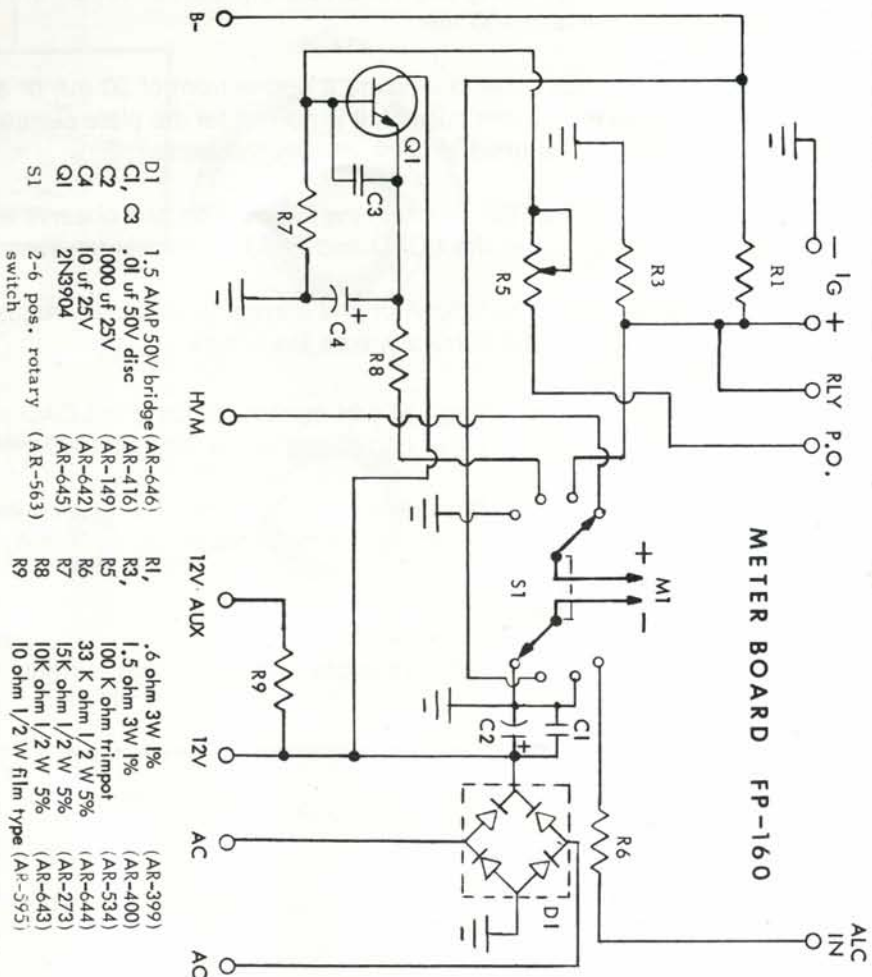 METER BOARD FP-160
ALC
IN
- IG +
RLY
P.O.
R1
R3
R5
R6
M1
+
-
S1
C1
C2
+
D1
Q1
C3
R7
C4
+
R8
R9
B-
HVM
12V AUX
12V
AC
AC
D1 1.5 AMP 50V bridge (AR-646)
C1, C3 .01 uf 50V disc (AR-416)
C2 1000 uf 25V (AR-149)
C4 10 uf 25V (AR-642)
Q1 2N3904 (AR-645)
S1 2-6 pos. rotary (AR-563)
switch
R1, .6 ohm 3W 1% (AR-399)
R3, 1.5 ohm 3W 1% (AR-400)
R5 100 K ohm trimpot (AR-534)
R6 33 K ohm 1/2 W 5% (AR-644)
R7 15K ohm 1/2 W 5% (AR-273)
R8 10K ohm 1/2 W 5% (AR-643)
R9 10 ohm 1/2 W film type (AR-595)